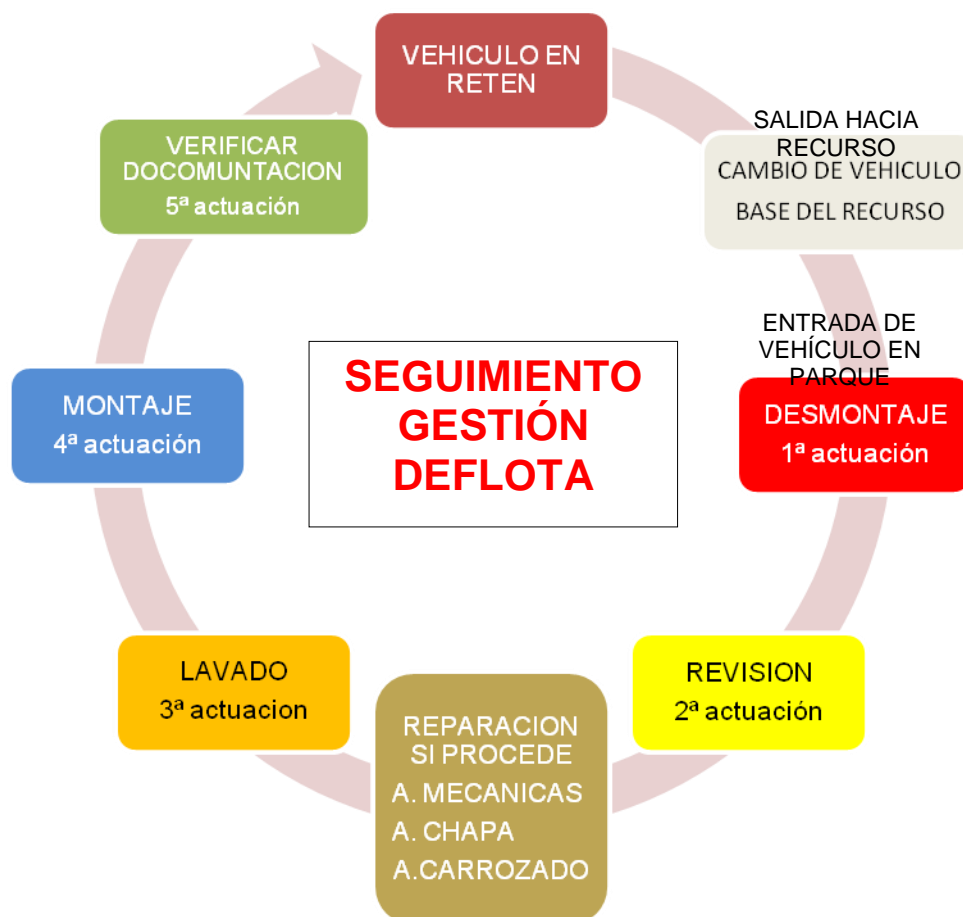 VEHICULO EN
RETEN
SALIDA HACIA
RECURSO
CAMBIO DE VEHICULO
BASE DEL RECURSO
ENTRADA DE
VEHÍCULO EN
PARQUE
DESMONTAJE
1ª actuación
REVISION
2ª actuación
REPARACION
SI PROCEDE
A. MECANICAS
A. CHAPA
A.CARROZADO
LAVADO
3ª actuacion
MONTAJE
4ª actuación
VERIFICAR
DOCOMUNTACION
5ª actuación
SEGUIMIENTO
GESTIÓN
DEFLOTA